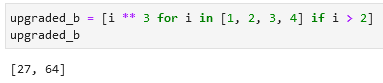 upgraded_b = [i ** 3 for i in [1, 2, 3, 4] if i > 2]
upgraded_b
[27, 64]